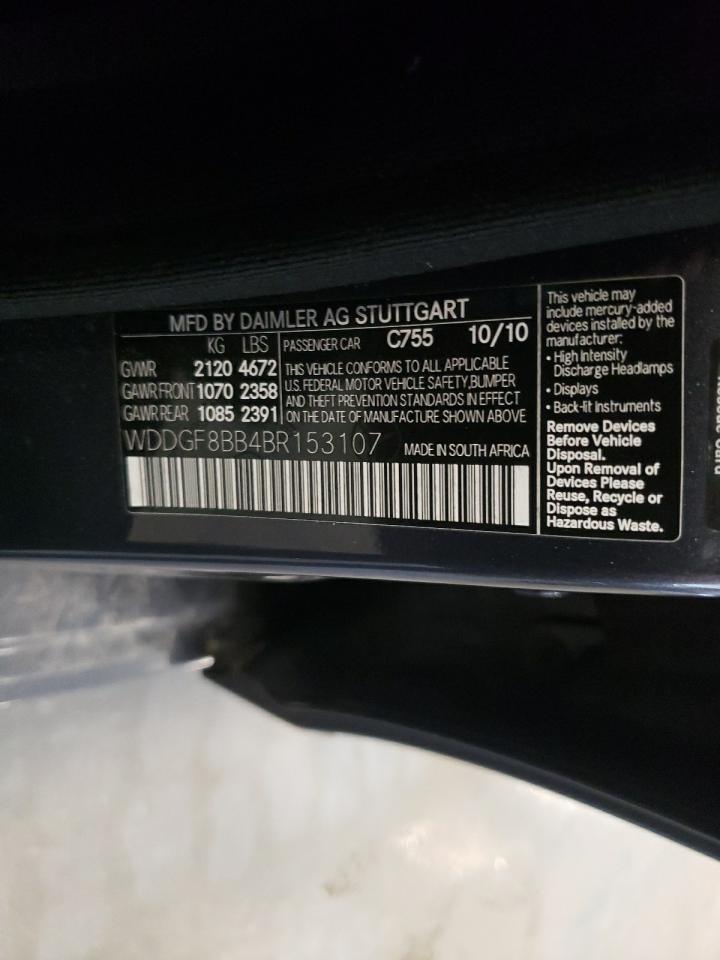 MFD BY DAIMLER AG STUTTGART
KG LBS
GVWR 2120 4672
GAWR FRONT 1070 2358
GAWR REAR 1085 2391
PASSENGER CAR C755 10/10
THIS VEHICLE CONFORMS TO ALL APPLICABLE
U.S. FEDERAL MOTOR VEHICLE SAFETY, BUMPER
AND THEFT PREVENTION STANDARDS IN EFFECT
ON THE DATE OF MANUFACTURE SHOWN ABOVE
WDDGF8BB4BR153107 MADE IN SOUTH AFRICA
This vehicle may
include mercury-added
devices installed by the
manufacturer:
• High Intensity
Discharge Headlamps
• Displays
• Back-lit Instruments
Remove Devices
Before Vehicle
Disposal.
Upon Removal of
Devices Please
Reuse, Recycle or
Dispose as
Hazardous Waste.